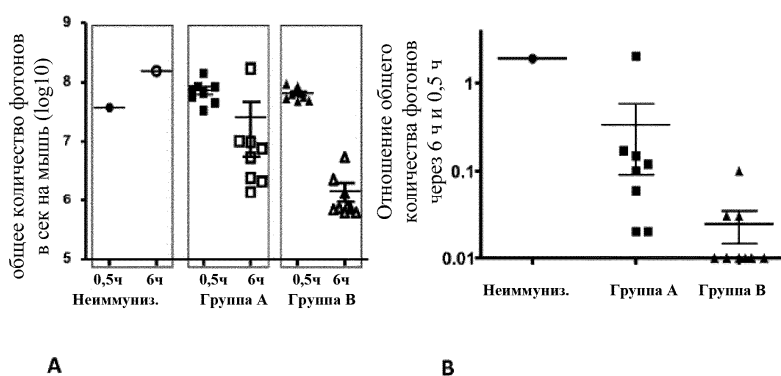 общее количество фотонов
в сек на мышь (log10)
9
8
7
6
5
0,5ч 6ч 0,5ч 6ч 0,5ч 6ч
Неиммуниз. Группа А Группа В
A
Отношение общего
количества фотонов
через 6 ч и 0,5 ч
1
0.1
0.01
Неиммуниз. Группа А Группа В
B